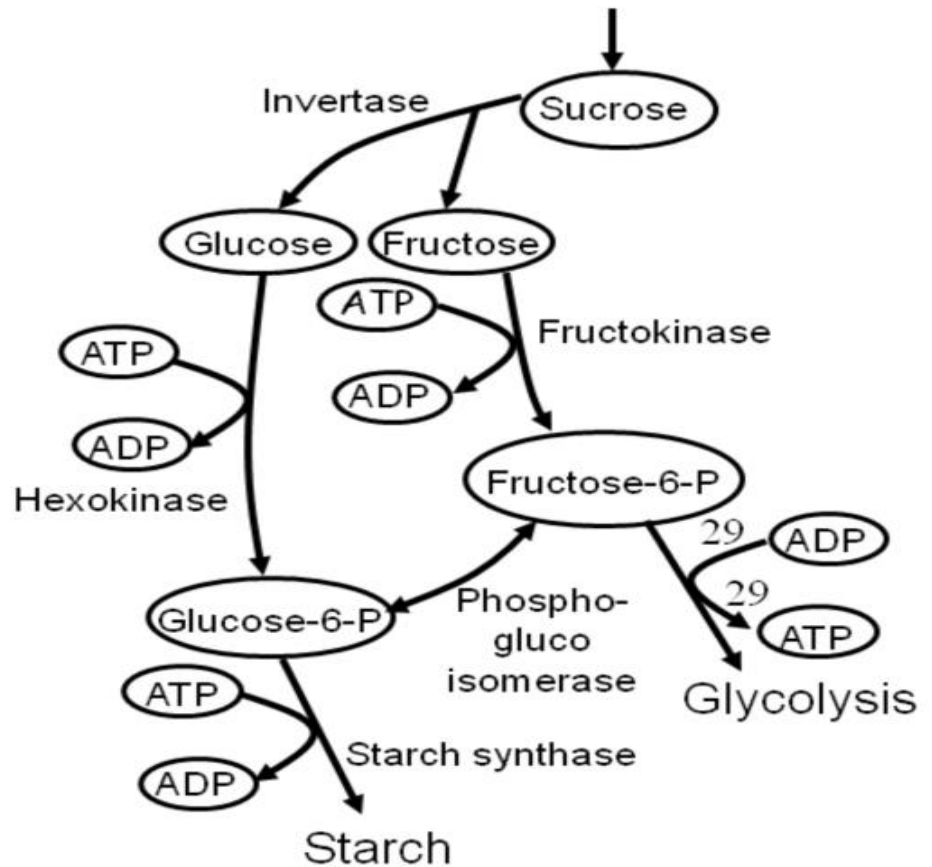 Sucrose
Invertase
Glucose
Fructose
ATP
ATP
Fructokinase
ADP
ADP
Hexokinase
Fructose-6-P
29
ADP
29
ATP
Glucose-6-P
Phospho-
gluco
isomerase
Glycolysis
ATP
Starch synthase
ADP
Starch